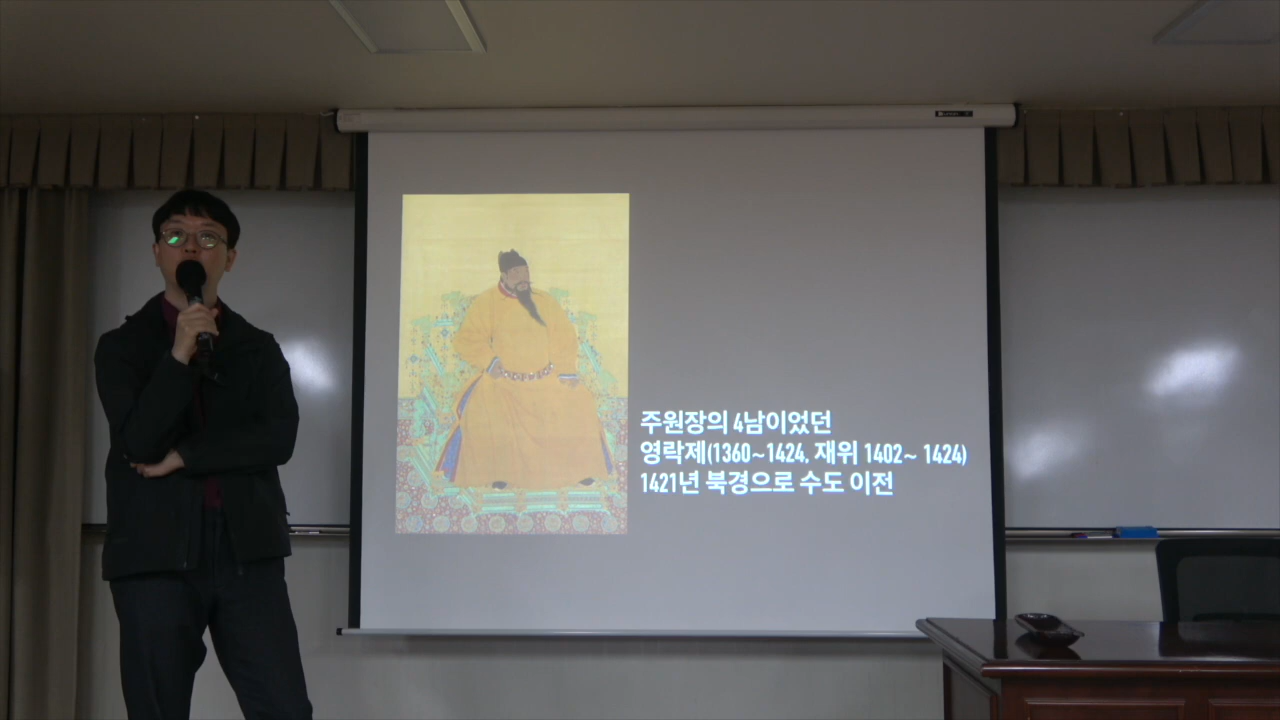 주원장의 4남이었던
영락제(1360~1424, 재위 1402~ 1424)
1421년 북경으로 수도 이전